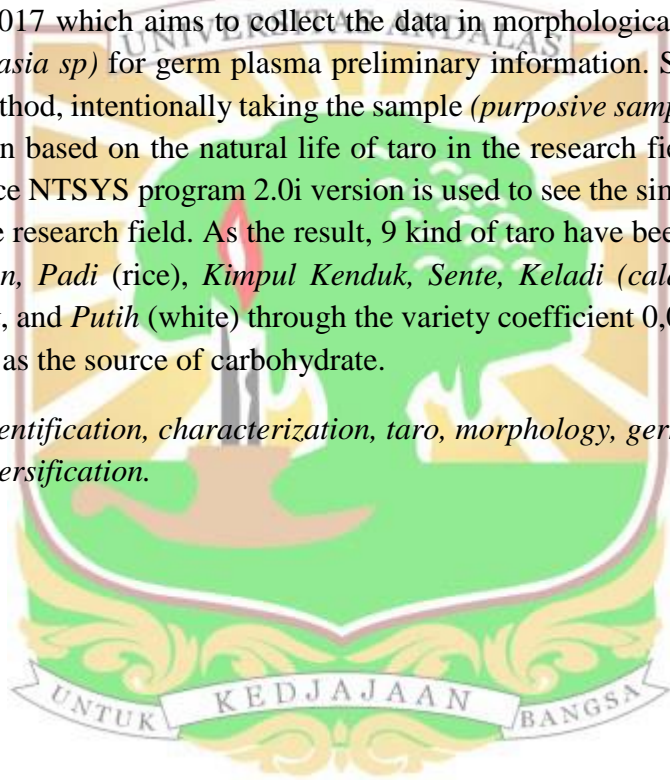 017 which aims to collect the data in morphological
UNIVERSITAS ANDALAS
asia sp) for germ plasma preliminary information. S
thod, intentionally taking the sample (purposive samp
n based on the natural life of taro in the research fie
ce NTSYS program 2.0i version is used to see the sin
e research field. As the result, 9 kind of taro have bee
n, Padi (rice), Kimpul Kenduk, Sente, Keladi (cala
, and Putih (white) through the variety coefficient 0,0
as the source of carbohydrate.
entification, characterization, taro, morphology, ger
ersification.
UNTUK KEDJAJAAN BANGSA